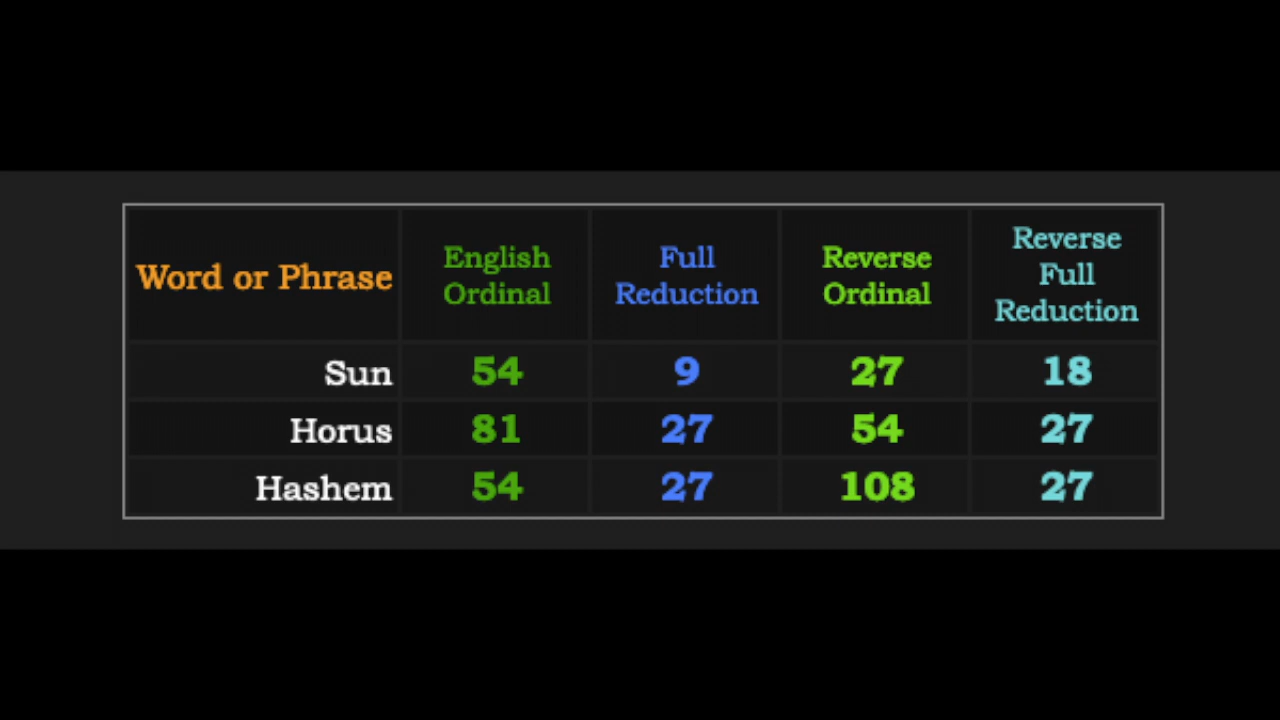 Word or Phrase English Ordinal Full Reduction Reverse Ordinal Reverse Full Reduction
Sun 54 9 27 18
Horus 81 27 54 27
Hashem 54 27 108 27